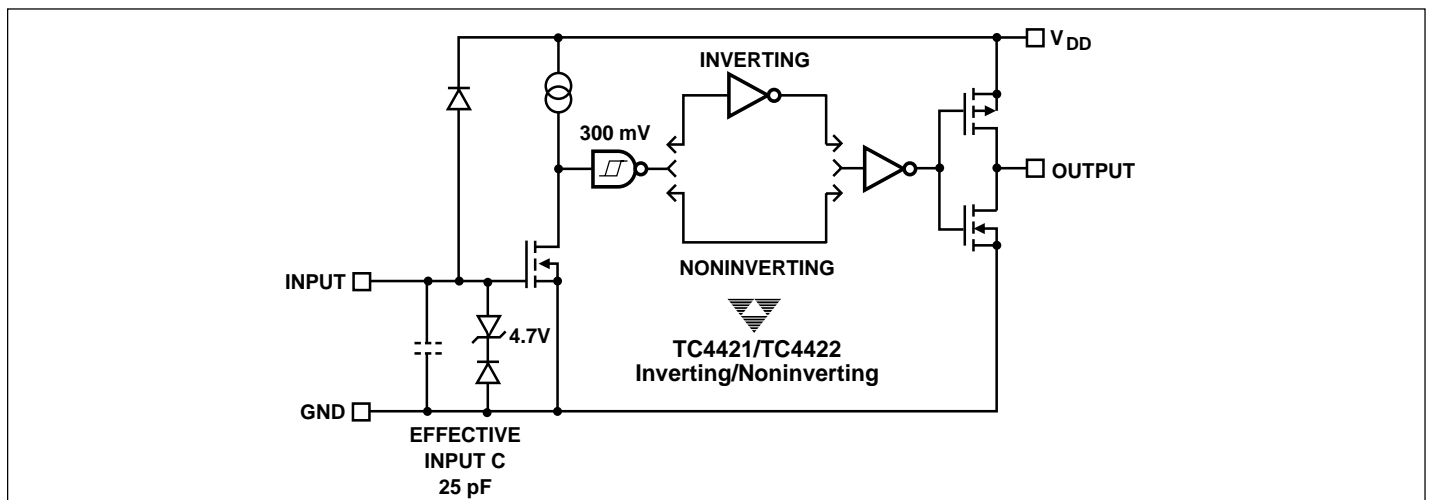 V DD
INVERTING
300 mV
OUTPUT
INPUT
NONINVERTING
4.7V
TC4421/TC4422
Inverting/Noninverting
GND
EFFECTIVE
INPUT C
25 pF